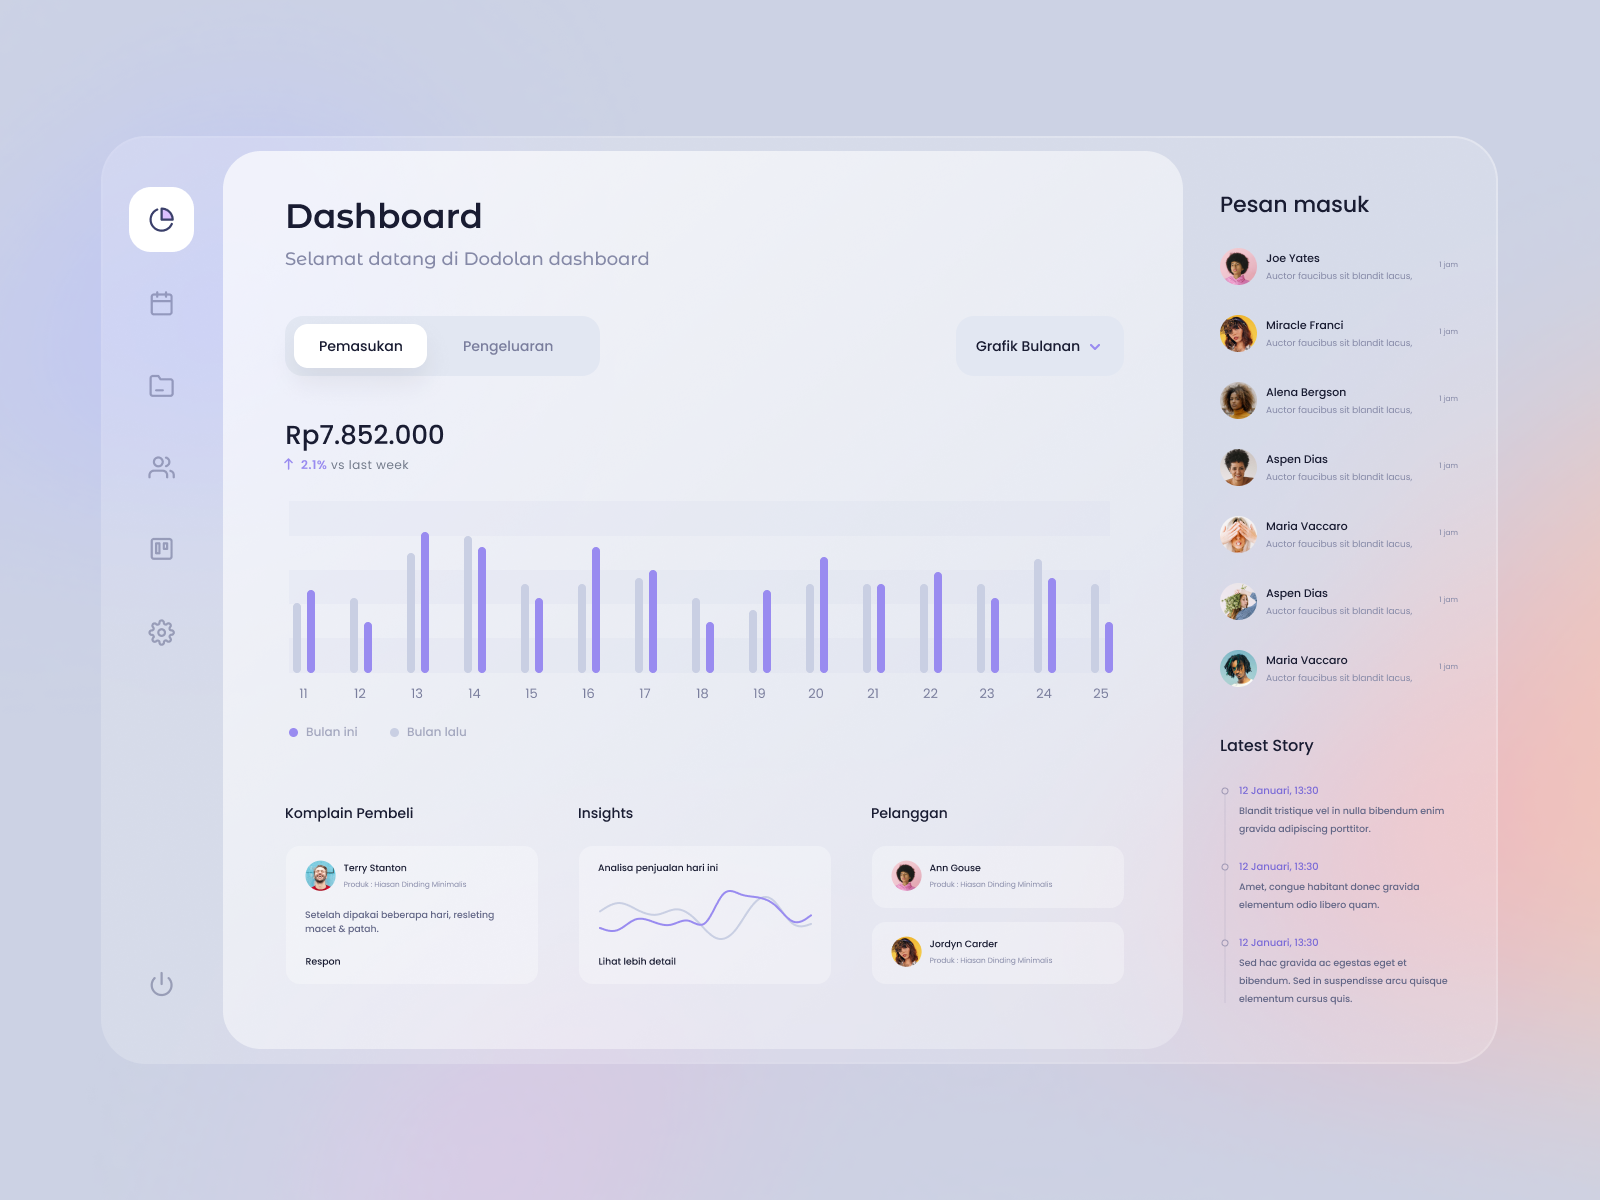 Dashboard
Selamat datang di Dodolan dashboard
Pemasukan
Pengeluaran
Grafik Bulanan
Rp7.852.000
2.1% vs last week
11 12 13 14 15 16 17 18 19 20 21 22 23 24 25
Bulan ini
Bulan lalu
Komplain Pembeli
Terry Stanton
Produk : Hiasan Dinding Minimalis
Setelah dipakai beberapa hari, resleting
macet & patah.
Respon
Insights
Analisa penjualan hari ini
Lihat lebih detail
Pelanggan
Ann Gouse
Produk : Hiasan Dinding Minimalis
Jordyn Carder
Produk : Hiasan Dinding Minimalis
Pesan masuk
Joe Yates
Auctor faucibus sit blandit lacus,
1 jam
Miracle Franci
Auctor faucibus sit blandit lacus,
1 jam
Alena Bergson
Auctor faucibus sit blandit lacus,
1 jam
Aspen Dias
Auctor faucibus sit blandit lacus,
1 jam
Maria Vaccaro
Auctor faucibus sit blandit lacus,
1 jam
Aspen Dias
Auctor faucibus sit blandit lacus,
1 jam
Maria Vaccaro
Auctor faucibus sit blandit lacus,
1 jam
Latest Story
12 Januari, 13:30
Blandit tristique vel in nulla bibendum enim
gravida adipiscing porttitor.
12 Januari, 13:30
Amet, congue habitant donec gravida
elementum odio libero quam.
12 Januari, 13:30
Sed hac gravida ac egestas eget et
bibendum. Sed in suspendisse arcu quisque
elementum cursus quis.